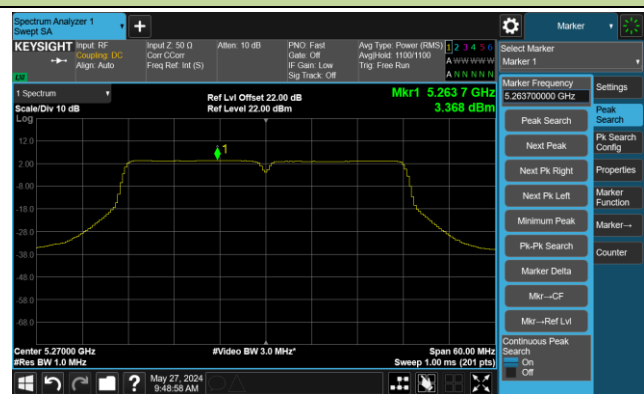 Spectrum Analyzer 1
Swept SA
Marker
KEYSIGHT
Input: RF
Coupling: DC
Align: Auto
Input Z: 50 Ω
Corr CCorr
Freq Ref: Int (S)
Atten: 10 dB
PNO: Fast
Gate: Off
IF Gain: Low
Sig Track: Off
Avg Type: Power (RMS)
Avg|Hold: 1100/1100
Trig: Free Run
1 2 3 4 5 6
A W W W W W
A N N N N N
LXI
Select Marker
Marker 1
1 Spectrum
Scale/Div 10 dB
Log
Ref Lvl Offset 22.00 dB
Ref Level 22.00 dBm
Mkr1 5.263 7 GHz
3.368 dBm
1
12.0
2.00
-8.00
-18.0
-28.0
-38.0
-48.0
-58.0
-68.0
Center 5.27000 GHz
#Res BW 1.0 MHz
#Video BW 3.0 MHz*
Span 60.00 MHz
Sweep 1.00 ms (201 pts)
Marker Frequency
5.263700000 GHz
Peak Search
Next Peak
Next Pk Right
Next Pk Left
Minimum Peak
Pk-Pk Search
Marker Delta
Mkr→CF
Mkr→Ref Lvl
Continuous Peak
Search
On
Off
Settings
Peak
Search
Pk Search
Config
Properties
Marker
Function
Marker→
Counter
?
May 27, 2024
9:48:58 AM